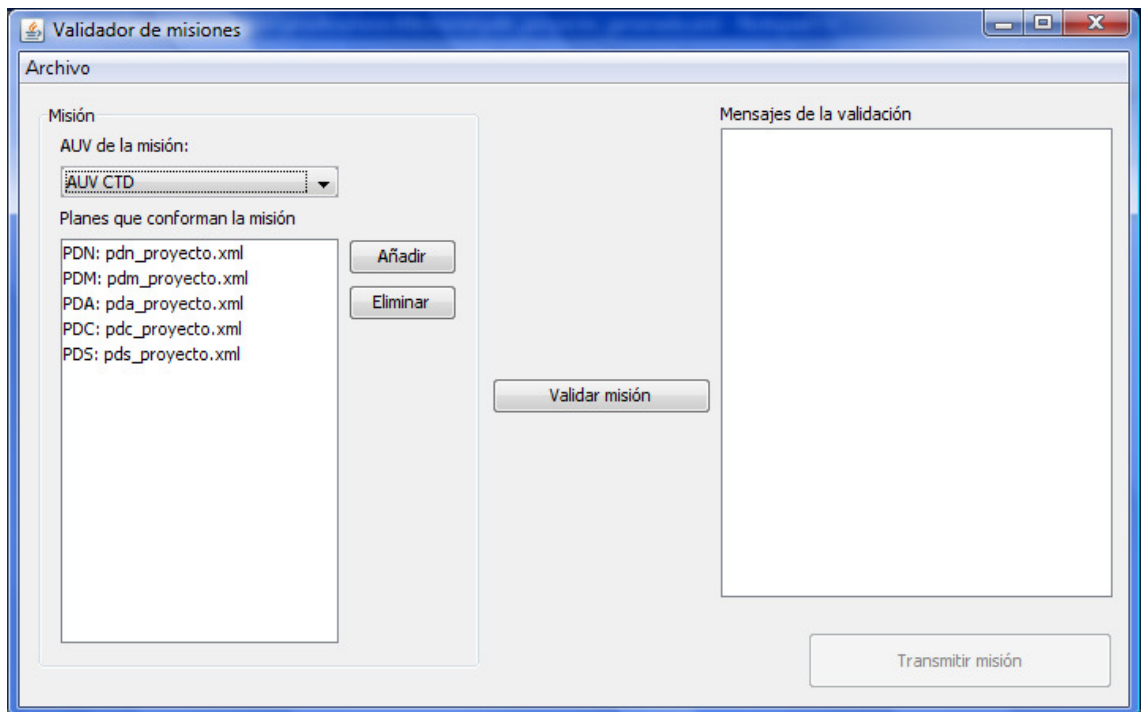 Validador de misiones
Archivo
Misión
AUV de la misión:
AUV CTD
Planes que conforman la misión
PDN: pdn_proyecto.xml
PDM: pdm_proyecto.xml
PDA: pda_proyecto.xml
PDC: pdc_proyecto.xml
PDS: pds_proyecto.xml
Añadir
Eliminar
Validar misión
Mensajes de la validación
Transmitir misión